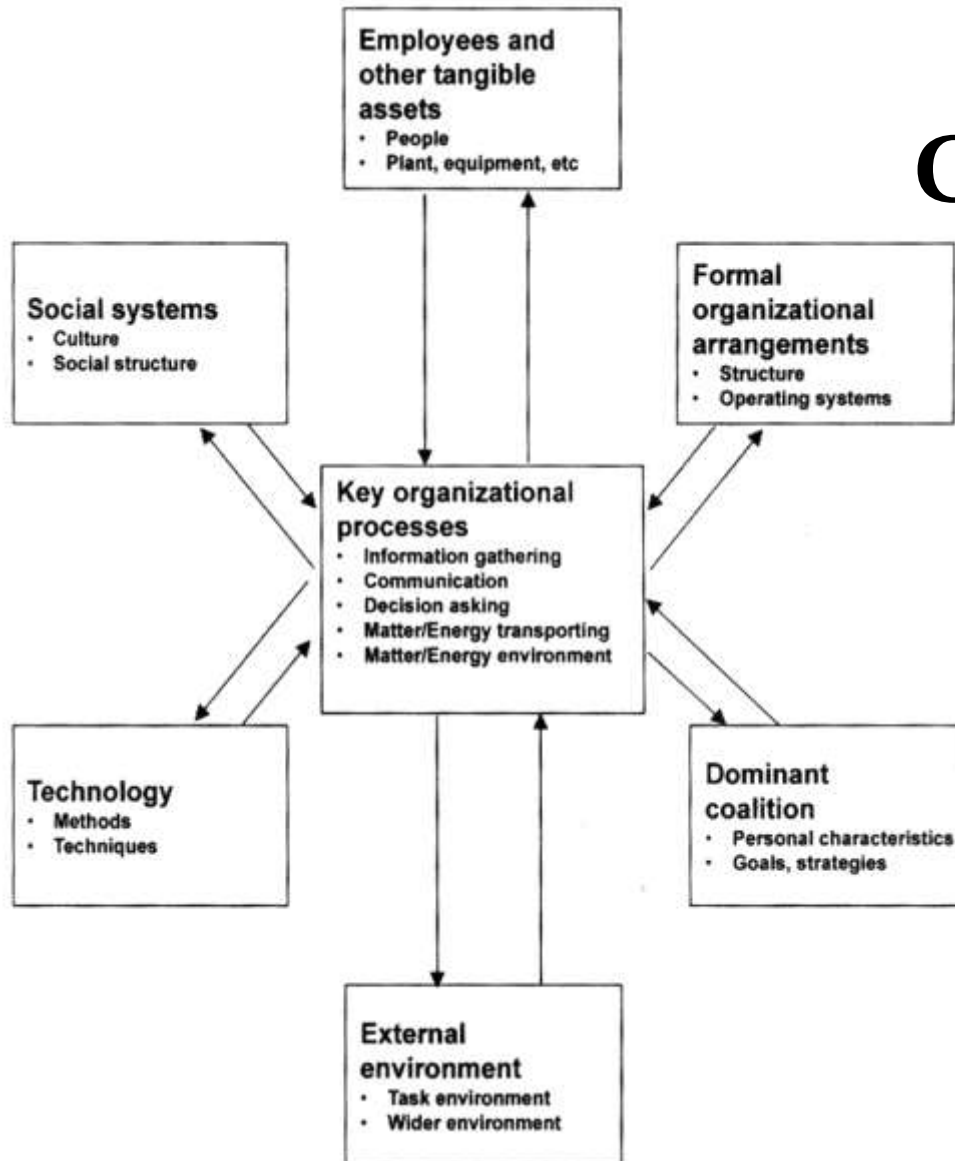 Employees and
other tangible
assets
• People
• Plant, equipment, etc
C
Social systems
• Culture
• Social structure
Formal
organizational
arrangements
• Structure
• Operating systems
Key organizational
processes
• Information gathering
• Communication
• Decision asking
• Matter/Energy transporting
• Matter/Energy environment
Technology
• Methods
• Techniques
Dominant
coalition
• Personal characteristics
• Goals, strategies
External
environment
• Task environment
• Wider environment